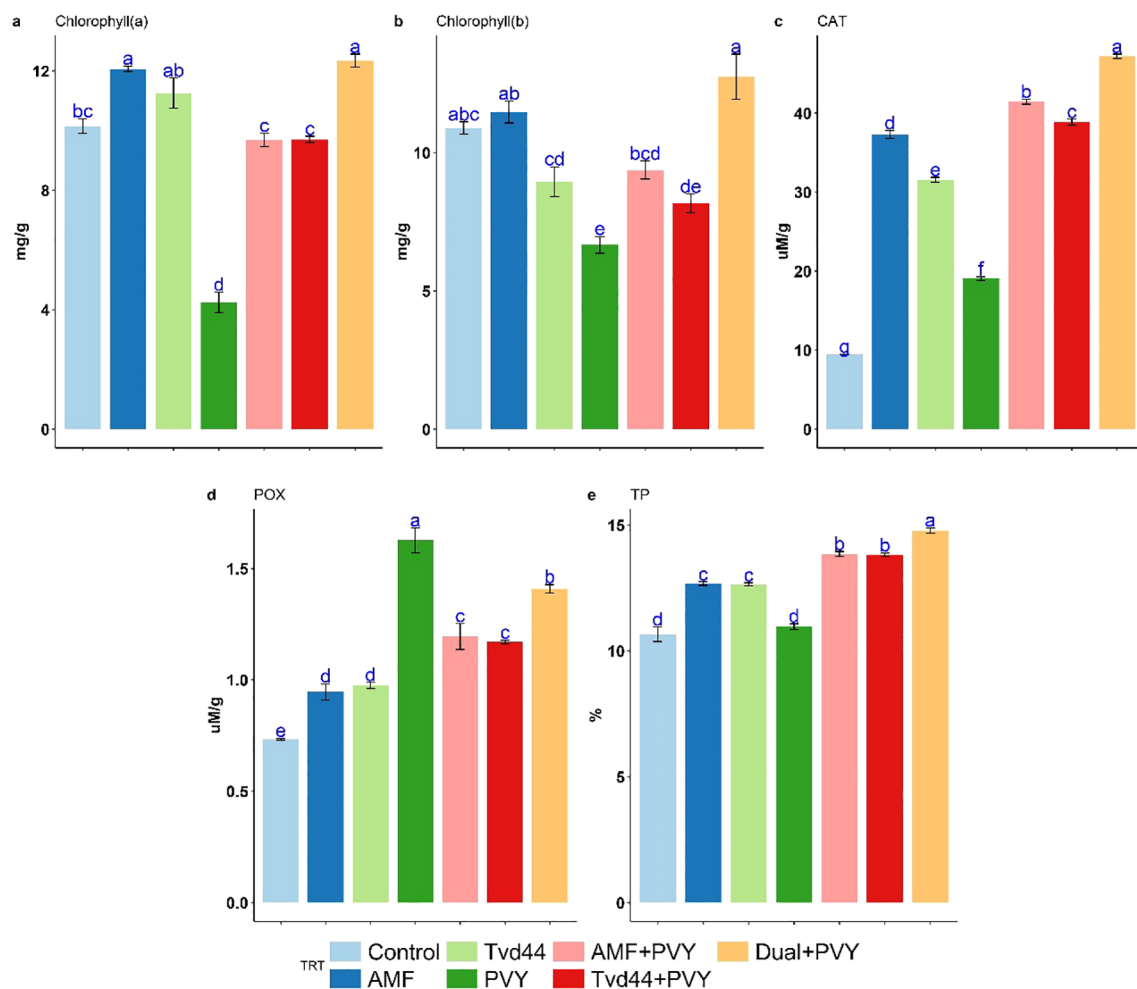 a Chlorophyll(a)
12
8
4
0
mg/g
bc
a
ab
d
c
c
a
b Chlorophyll(b)
10
5
0
mg/g
abc
ab
cd
e
bcd
de
a
c CAT
40
30
20
10
0
uM/g
g
d
e
f
b
c
a
d POX
1.5
1.0
0.5
0.0
uM/g
e
d
d
a
c
c
b
e TP
15
10
5
0
%
d
c
c
d
b
b
a
TRT
Control Tvd44 AMF+PVY Dual+PVY
AMF PVY Tvd44+PVY